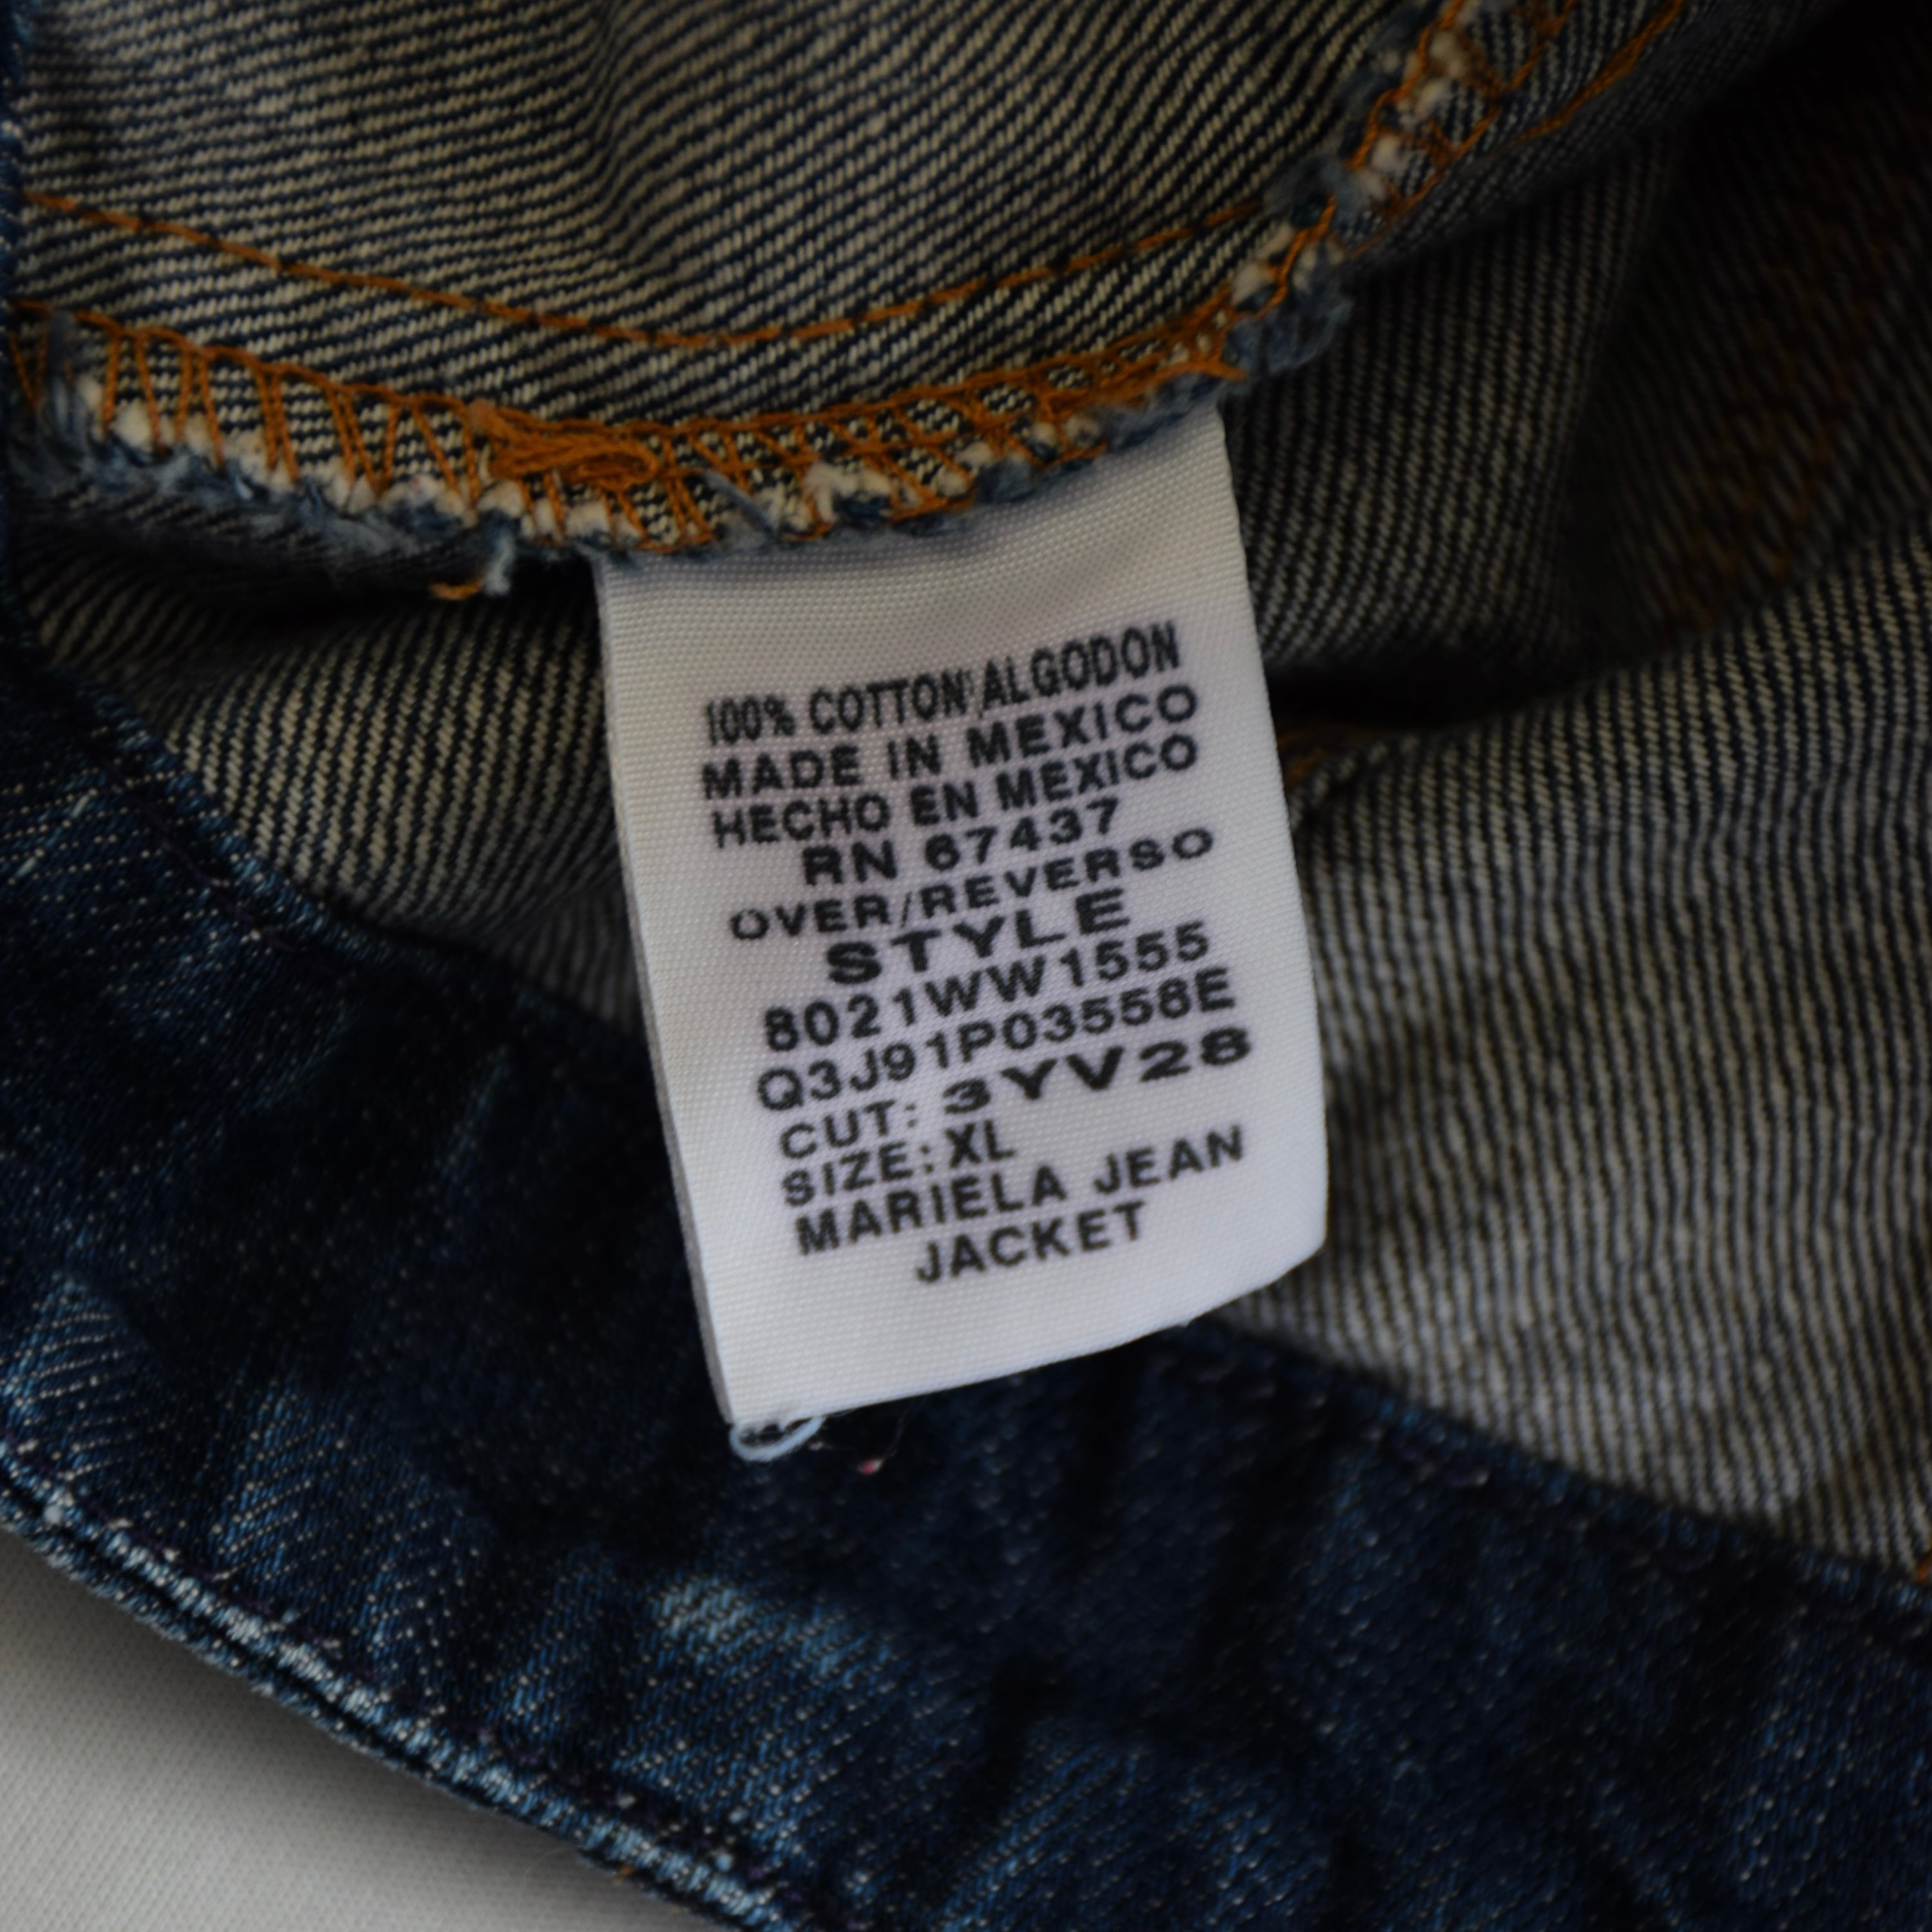 100% COTTON/ALGODON
MADE IN MEXICO
HECHO EN MEXICO
RN 67437
OVER/REVERSO
STYLE
8021WW1555
Q3J91P03558E
CUT: 3YV28
SIZE: XL
MARIELA JEAN
JACKET